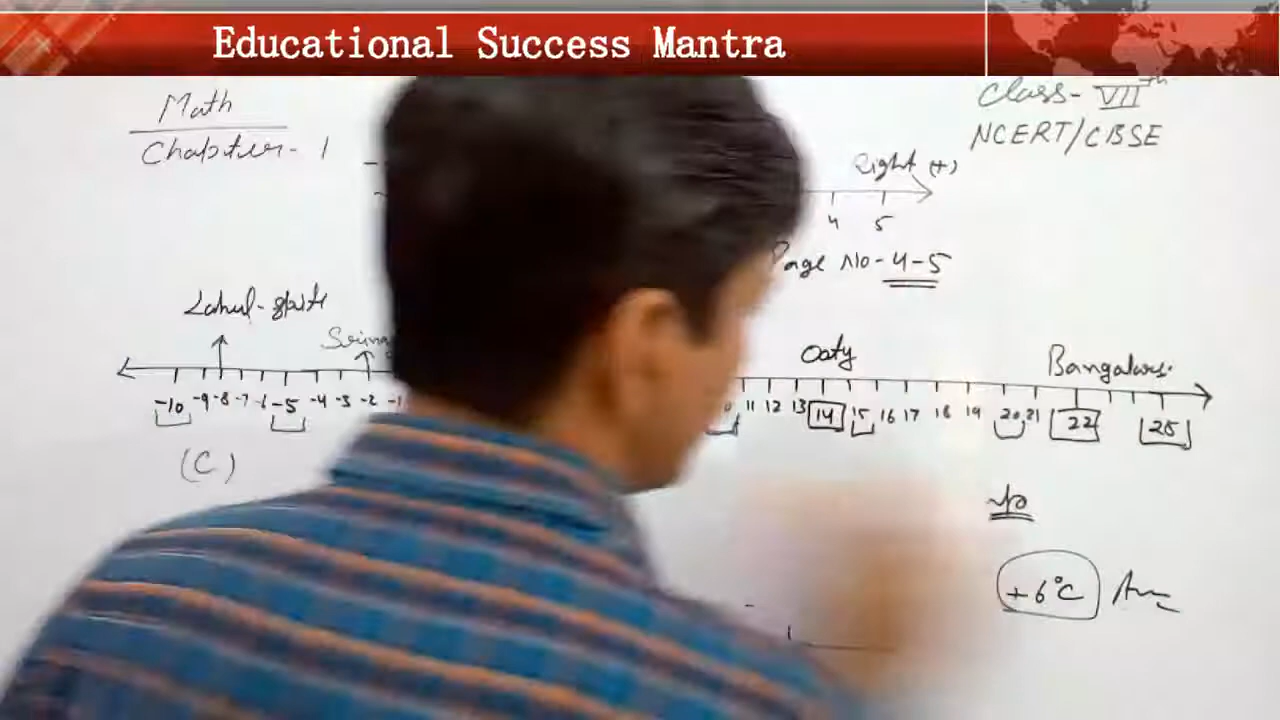 Educational Success Mantra
Math
Chapter - 1
Class - VII th
NCERT/CBSE
Right (+)
4 5
Page No - 4-5
Lahul-spiti
Ooty
Bangalore
-10 -9 -8 -7 -6 -5 -4 -3 -2 -1
11 12 13 14 15 16 17 18 19 20 21 22 25
(C)
+6°C Ans